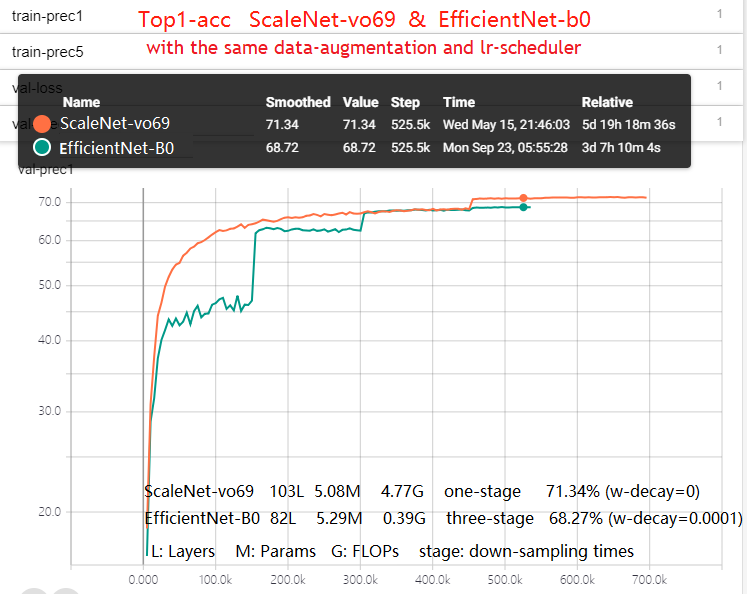 train-prec1 1
Top1-acc ScaleNet-vo69 & EfficientNet-b0
with the same data-augmentation and lr-scheduler
train-prec5 1
val-loss 1
Name Smoothed Value Step Time Relative
ScaleNet-vo69 71.34 71.34 525.5k Wed May 15, 21:46:03 5d 19h 18m 36s
1
EfficientNet-B0 68.72 68.72 525.5k Mon Sep 23, 05:55:28 3d 7h 10m 4s
val-prec1
70.0
60.0
50.0
40.0
30.0
20.0
ScaleNet-vo69 103L 5.08M 4.77G one-stage 71.34% (w-decay=0)
EfficientNet-B0 82L 5.29M 0.39G three-stage 68.27% (w-decay=0.0001)
L: Layers M: Params G: FLOPs stage: down-sampling times
0.000 100.0k 200.0k 300.0k 400.0k 500.0k 600.0k 700.0k